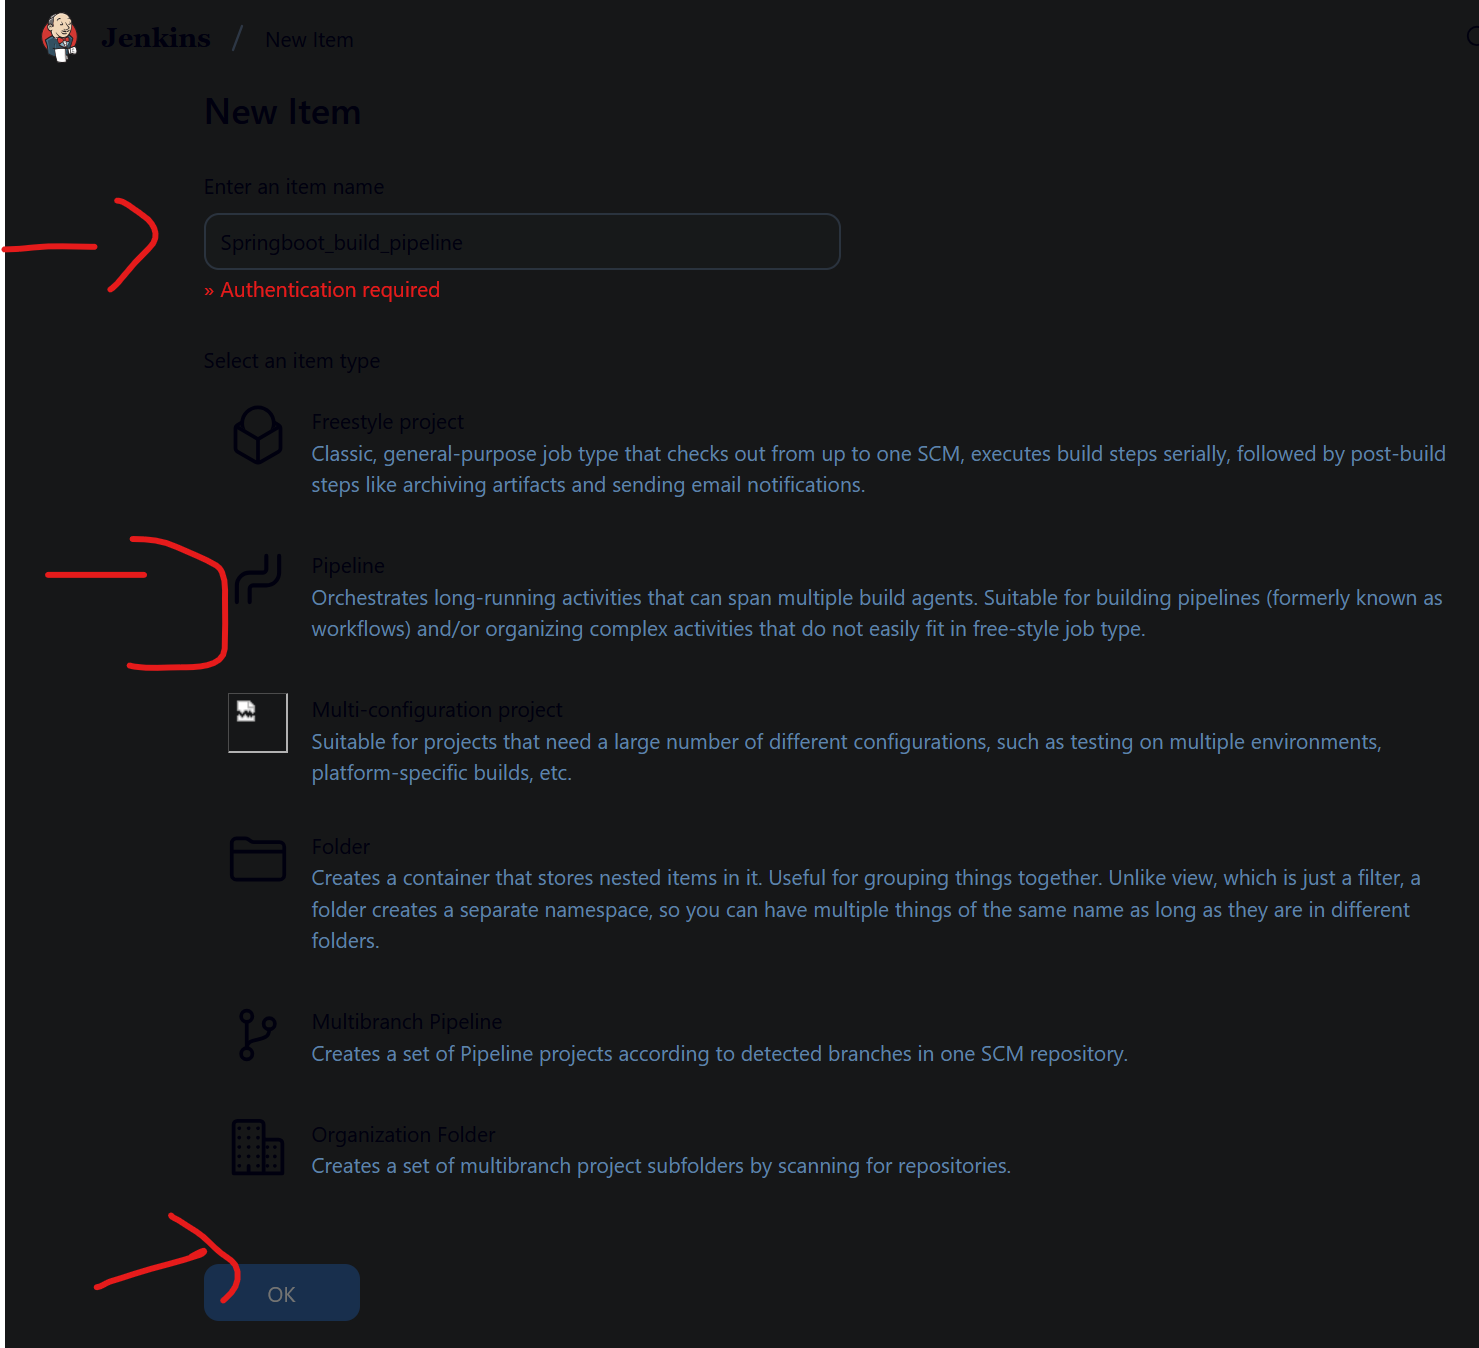 Jenkins / New Item
New Item
Enter an item name
Springboot_build_pipeline
» Authentication required
Select an item type
Freestyle project
Classic, general-purpose job type that checks out from up to one SCM, executes build steps serially, followed by post-build
steps like archiving artifacts and sending email notifications.
Pipeline
Orchestrates long-running activities that can span multiple build agents. Suitable for building pipelines (formerly known as
workflows) and/or organizing complex activities that do not easily fit in free-style job type.
Multi-configuration project
Suitable for projects that need a large number of different configurations, such as testing on multiple environments,
platform-specific builds, etc.
Folder
Creates a container that stores nested items in it. Useful for grouping things together. Unlike view, which is just a filter, a
folder creates a separate namespace, so you can have multiple things of the same name as long as they are in different
folders.
Multibranch Pipeline
Creates a set of Pipeline projects according to detected branches in one SCM repository.
Organization Folder
Creates a set of multibranch project subfolders by scanning for repositories.
OK